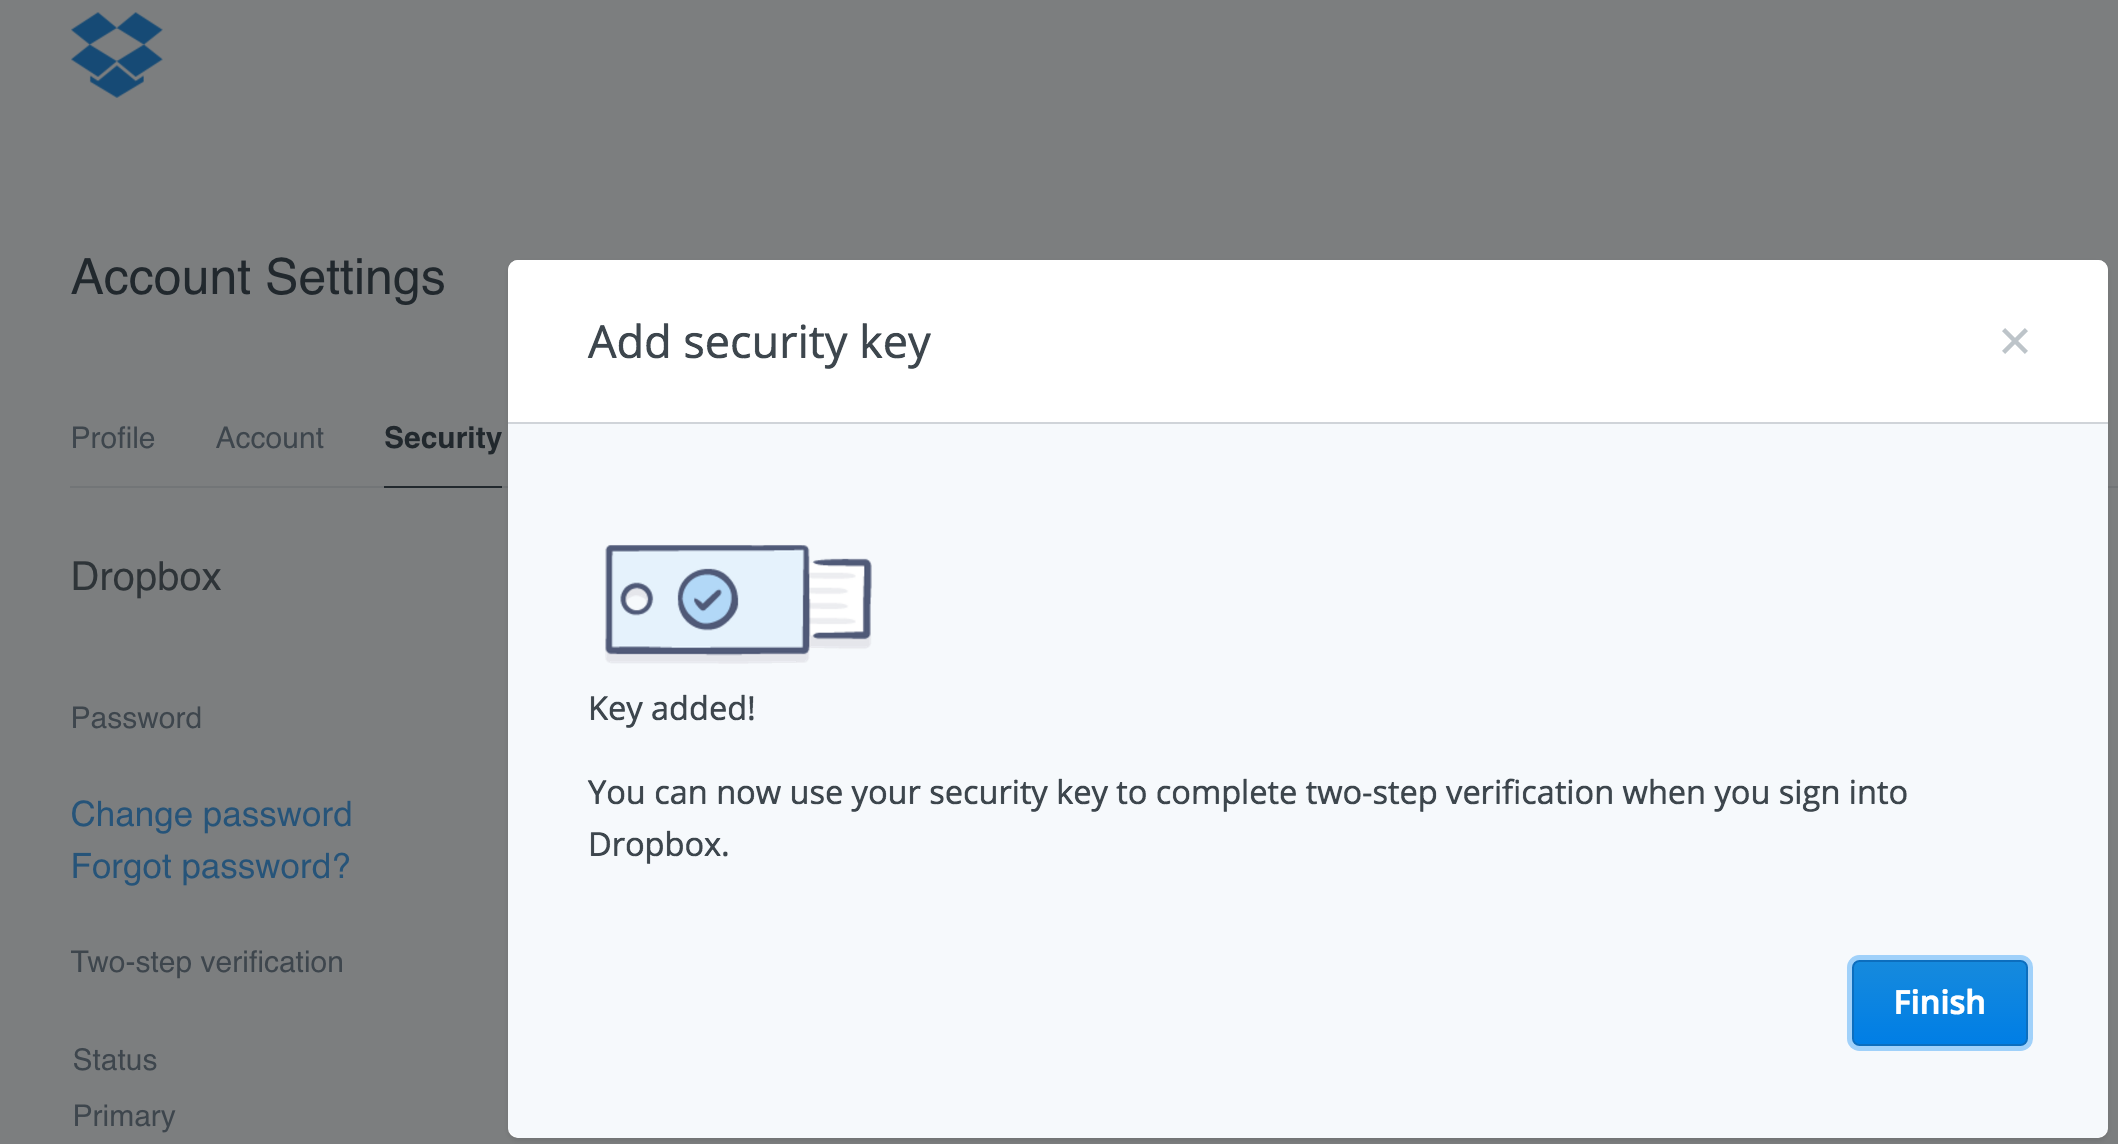 Account Settings
Profile Account Security
Dropbox
Password
Change password
Forgot password?
Two-step verification
Status
Primary
Add security key
Key added!
You can now use your security key to complete two-step verification when you sign into
Dropbox.
Finish